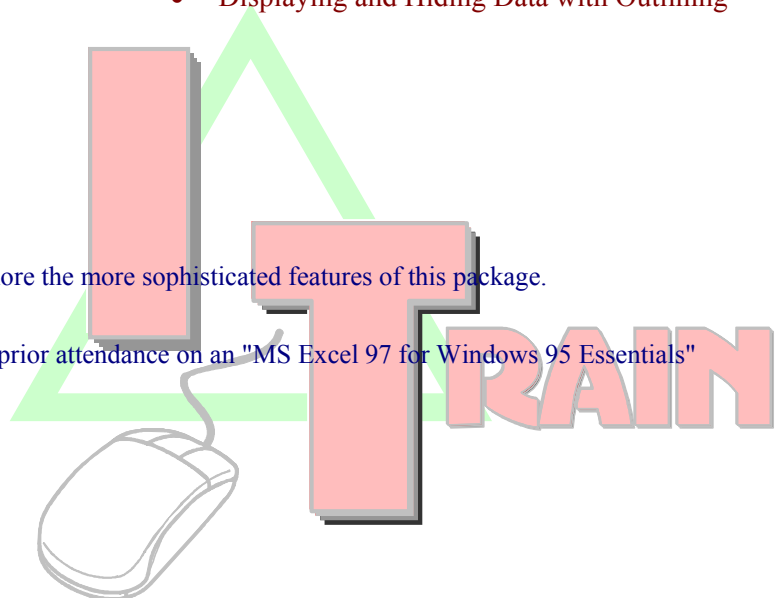 • Displaying and Hiding Data with Outlining
ore the more sophisticated features of this package.
prior attendance on an "MS Excel 97 for Windows 95 Essentials"
I TRAIN